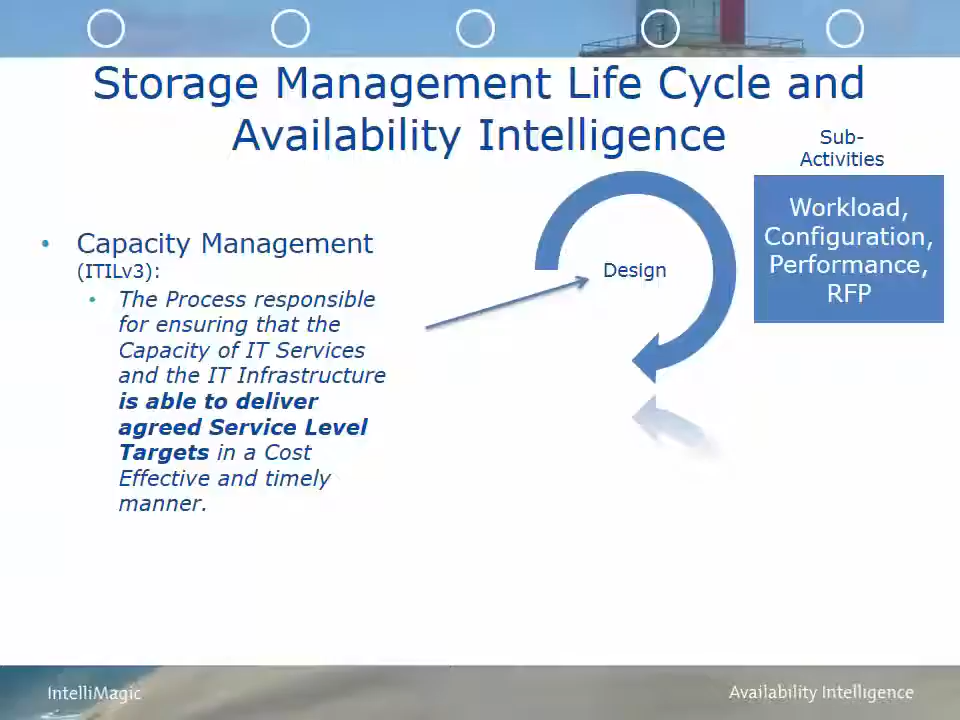 Storage Management Life Cycle and
Availability Intelligence
Sub-
Activities
• Capacity Management
(ITILv3):
• The Process responsible
for ensuring that the
Capacity of IT Services
and the IT Infrastructure
is able to deliver
agreed Service Level
Targets in a Cost
Effective and timely
manner.
Design
Workload,
Configuration,
Performance,
RFP
IntelliMagic
Availability Intelligence